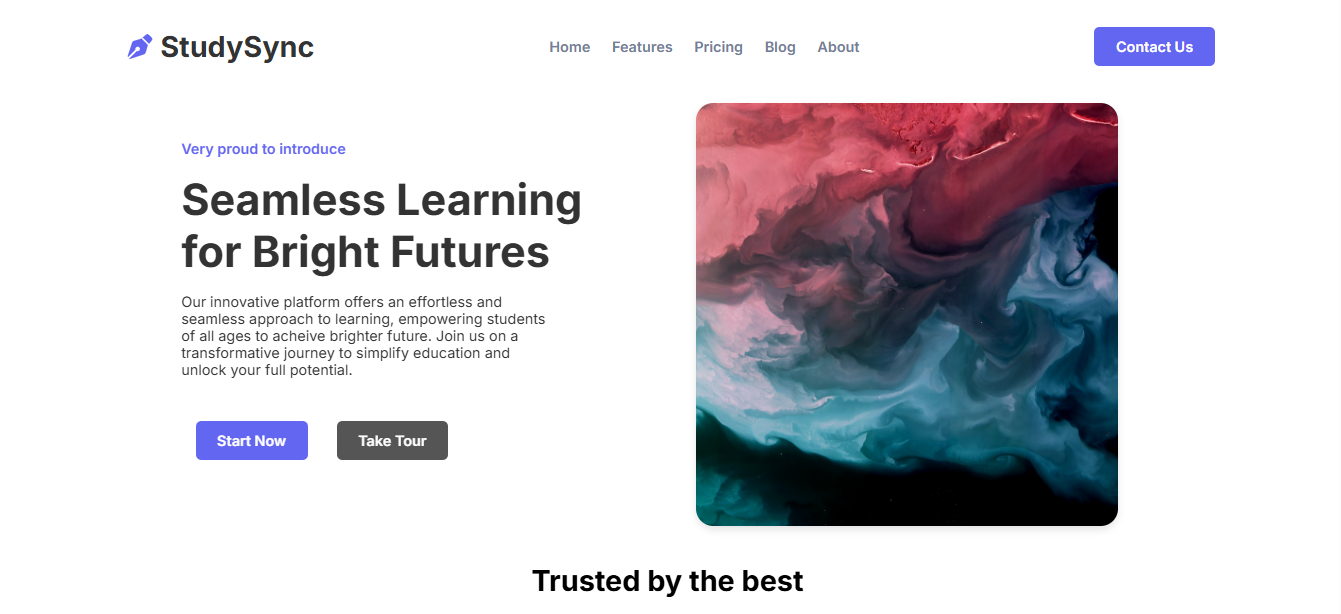 StudySync
Home Features Pricing Blog About
Contact Us
Very proud to introduce
Seamless Learning
for Bright Futures
Our innovative platform offers an effortless and
seamless approach to learning, empowering students
of all ages to acheive brighter future. Join us on a
transformative journey to simplify education and
unlock your full potential.
Start Now
Take Tour
Trusted by the best